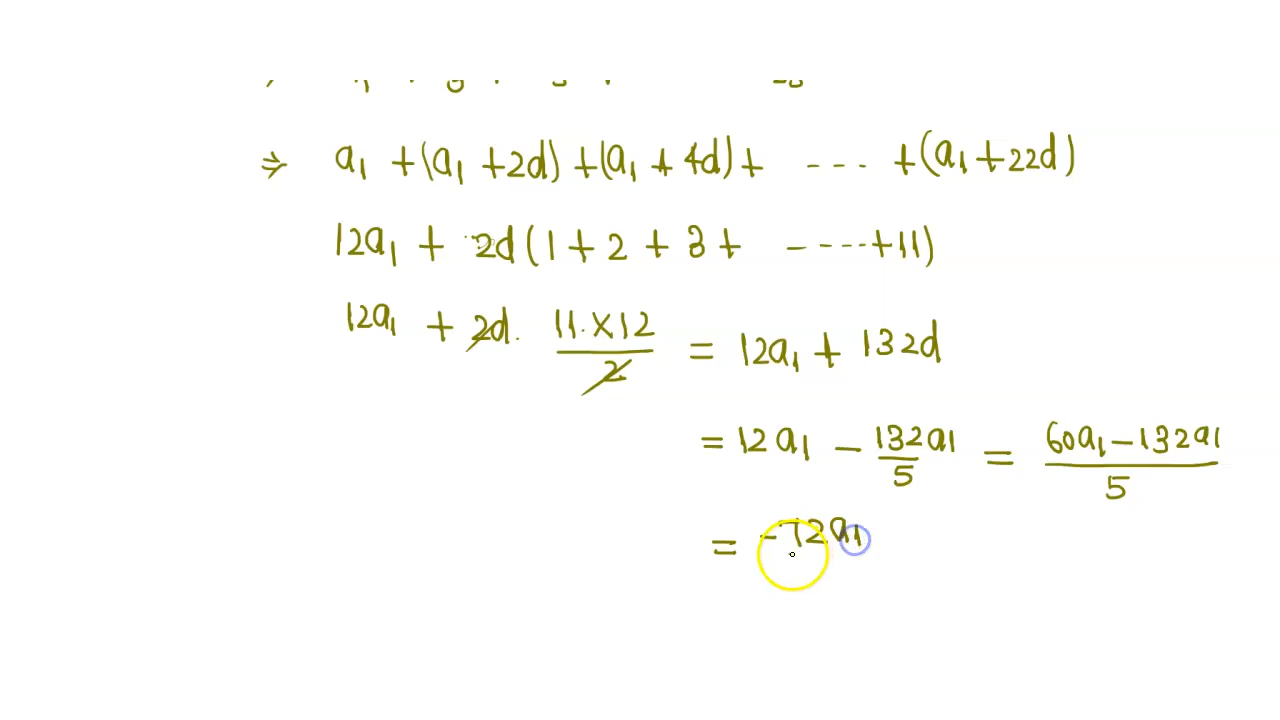 ⇒ a₁ + (a₁ + 2d) + (a₁ + 4d) + ---- + (a₁ + 22d)
12a₁ + 2d (1 + 2 + 3 + ----- + 11)
12a₁ + 2d. 11. × 12 / 2 = 12a₁ + 132d
= 12a₁ − 132a₁ / 5 = 60a₁ − 132a₁ / 5
= −72a₁